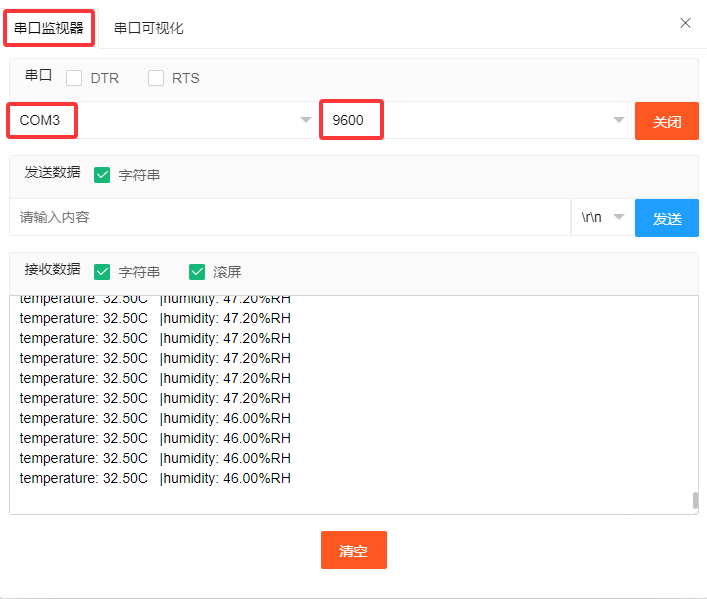 串口监视器 串口可视化
串口 DTR RTS
COM3 9600 关闭
发送数据 字符串
请输入内容 \r\n 发送
接收数据 字符串 滚屏
temperature: 32.50C |humidity: 47.20%RH
temperature: 32.50C |humidity: 47.20%RH
temperature: 32.50C |humidity: 47.20%RH
temperature: 32.50C |humidity: 47.20%RH
temperature: 32.50C |humidity: 47.20%RH
temperature: 32.50C |humidity: 47.20%RH
temperature: 32.50C |humidity: 46.00%RH
temperature: 32.50C |humidity: 46.00%RH
temperature: 32.50C |humidity: 46.00%RH
temperature: 32.50C |humidity: 46.00%RH
清空